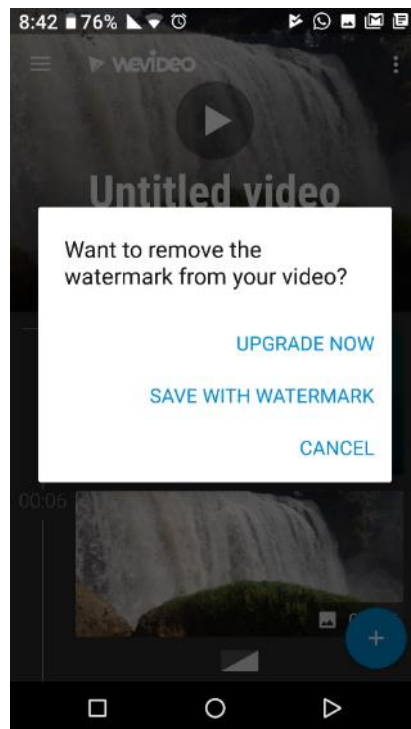 8:42 76%
WeVideo
Untitled video
Want to remove the
watermark from your video?
UPGRADE NOW
SAVE WITH WATERMARK
CANCEL
00:06